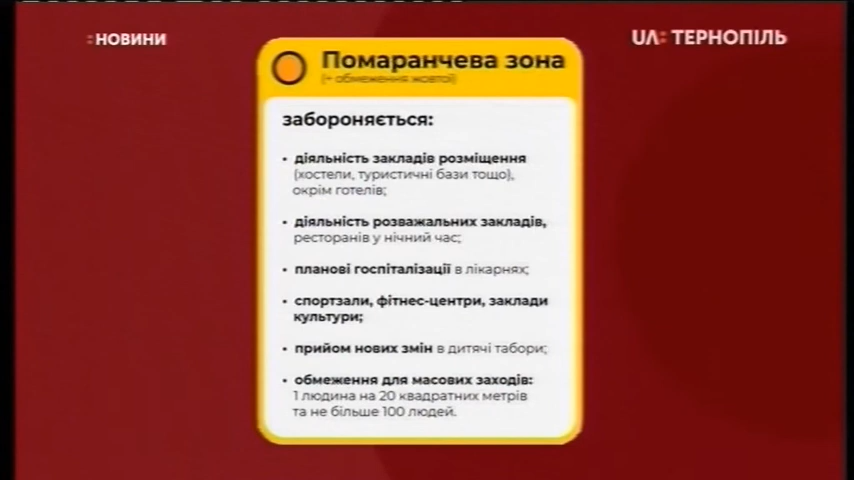 :НОВИНИ
UA: ТЕРНОПІЛЬ
Помаранчева зона
(+ обмеження жовтої)
забороняється:
• діяльність закладів розміщення
(хостели, туристичні бази тощо),
окрім готелів;
• діяльність розважальних закладів,
ресторанів у нічний час;
• планові госпіталізації в лікарнях;
• спортзали, фітнес-центри, заклади
культури;
• прийом нових змін в дитячі табори;
• обмеження для масових заходів:
1 людина на 20 квадратних метрів
та не більше 100 людей.